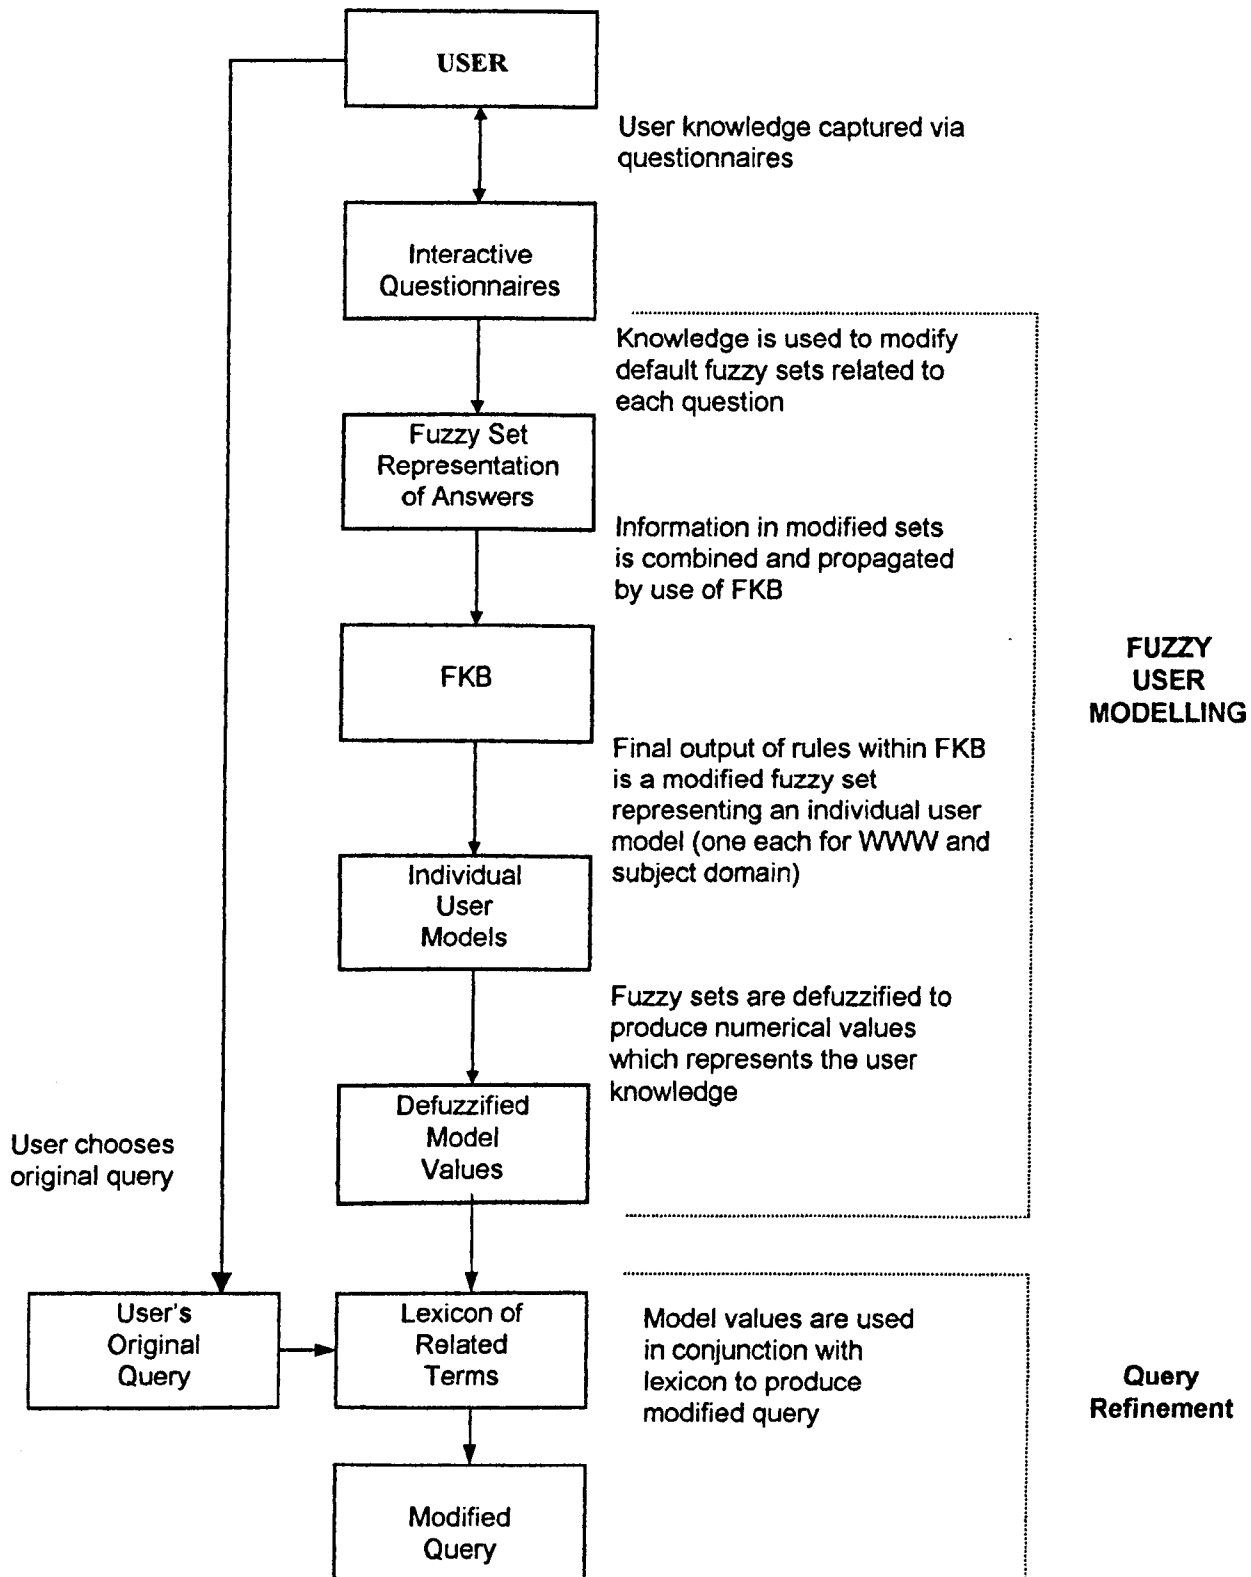 USER
User knowledge captured via
questionnaires
Interactive
Questionnaires
Knowledge is used to modify
default fuzzy sets related to
each question
Fuzzy Set
Representation
of Answers
Information in modified sets
is combined and propagated
by use of FKB
FKB
FUZZY
USER
MODELLING
Final output of rules within FKB
is a modified fuzzy set
representing an individual user
model (one each for WWW and
subject domain)
Individual
User
Models
Fuzzy sets are defuzzified to
produce numerical values
which represents the user
knowledge
Defuzzified
Model
Values
User chooses
original query
User's
Original
Query
Lexicon of
Related
Terms
Model values are used
in conjunction with
lexicon to produce
modified query
Query
Refinement
Modified
Query